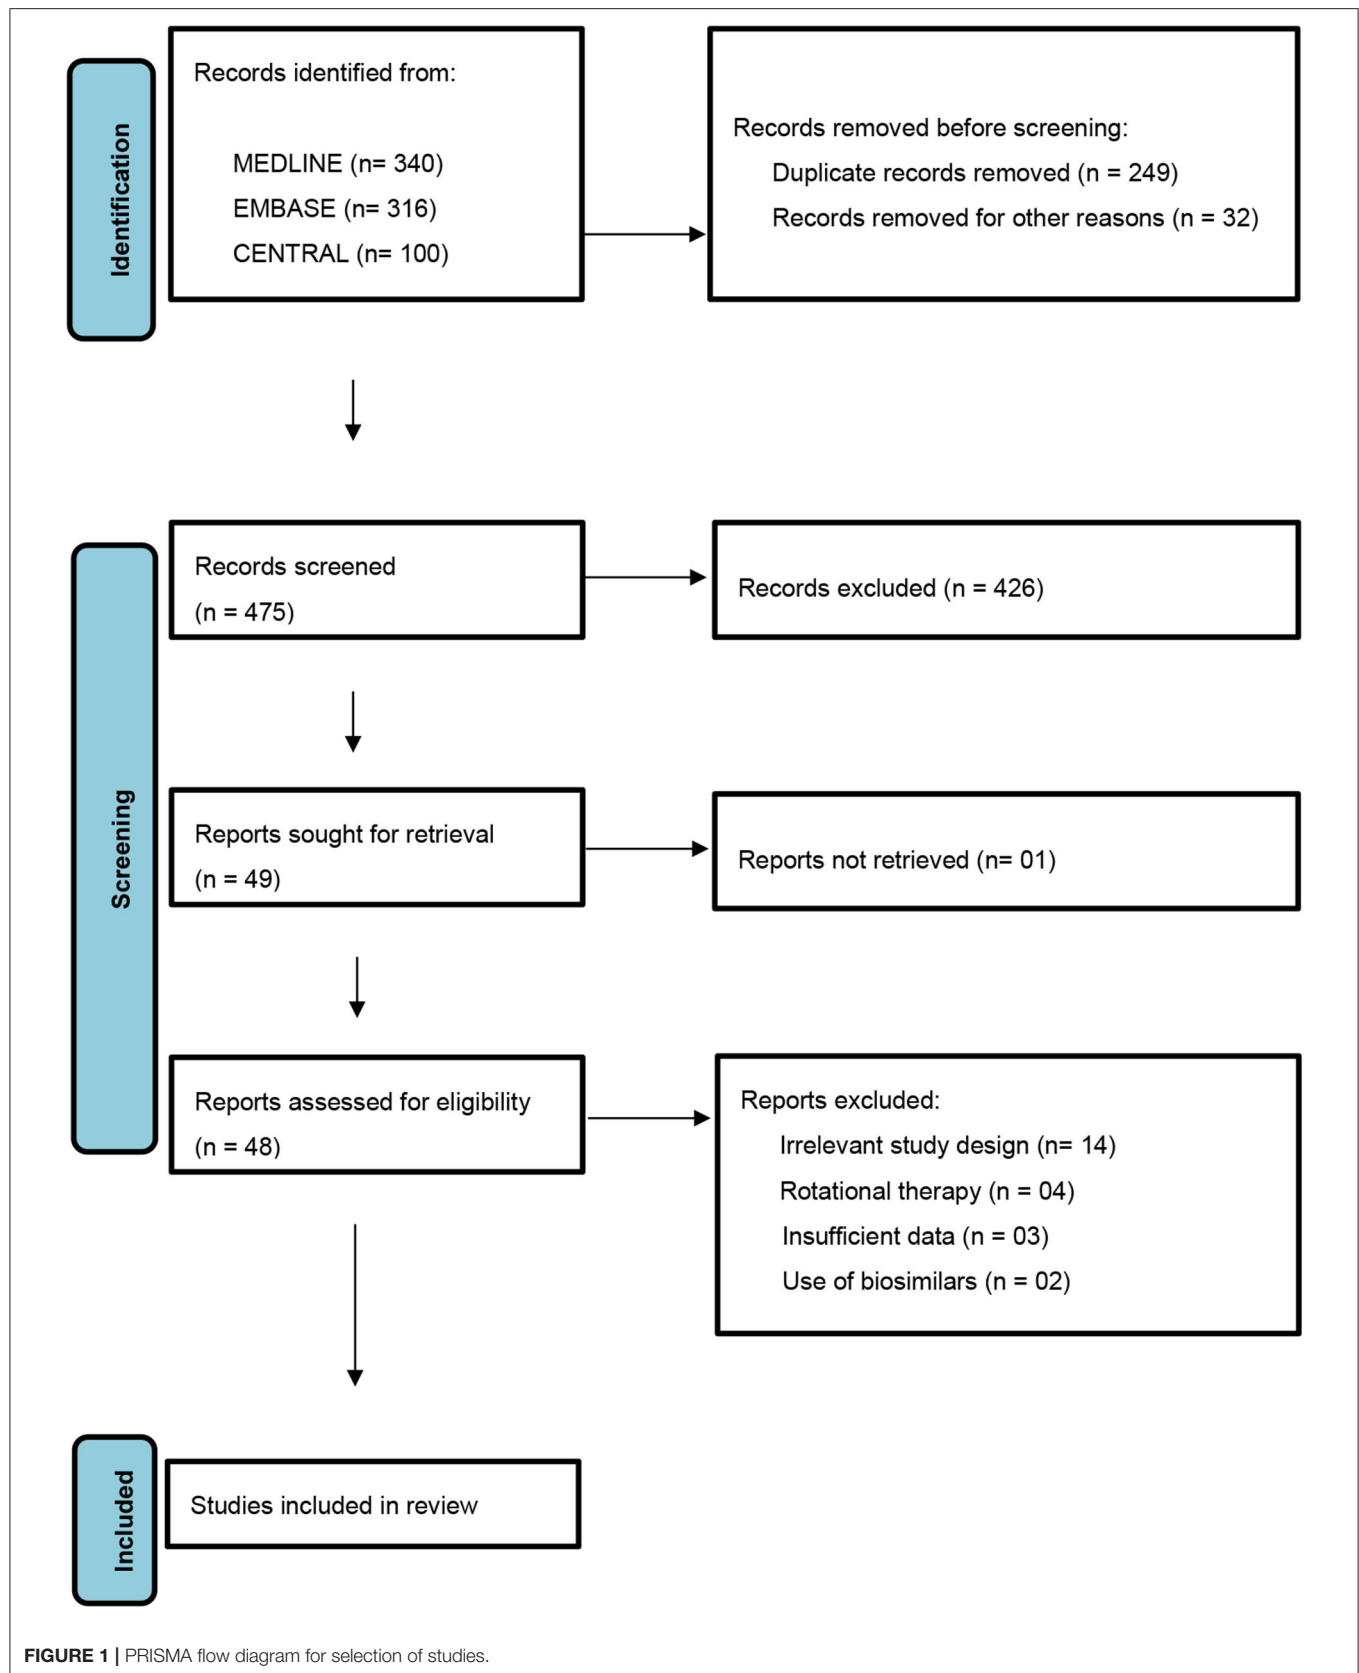 Identification
Records identified from:
MEDLINE (n= 340)
EMBASE (n= 316)
CENTRAL (n= 100)
Records removed before screening:
Duplicate records removed (n = 249)
Records removed for other reasons (n = 32)
Screening
Records screened
(n = 475)
Records excluded (n = 426)
Reports sought for retrieval
(n = 49)
Reports not retrieved (n= 01)
Reports assessed for eligibility
(n = 48)
Reports excluded:
Irrelevant study design (n= 14)
Rotational therapy (n = 04)
Insufficient data (n = 03)
Use of biosimilars (n = 02)
Included
Studies included in review
FIGURE 1 | PRISMA flow diagram for selection of studies.